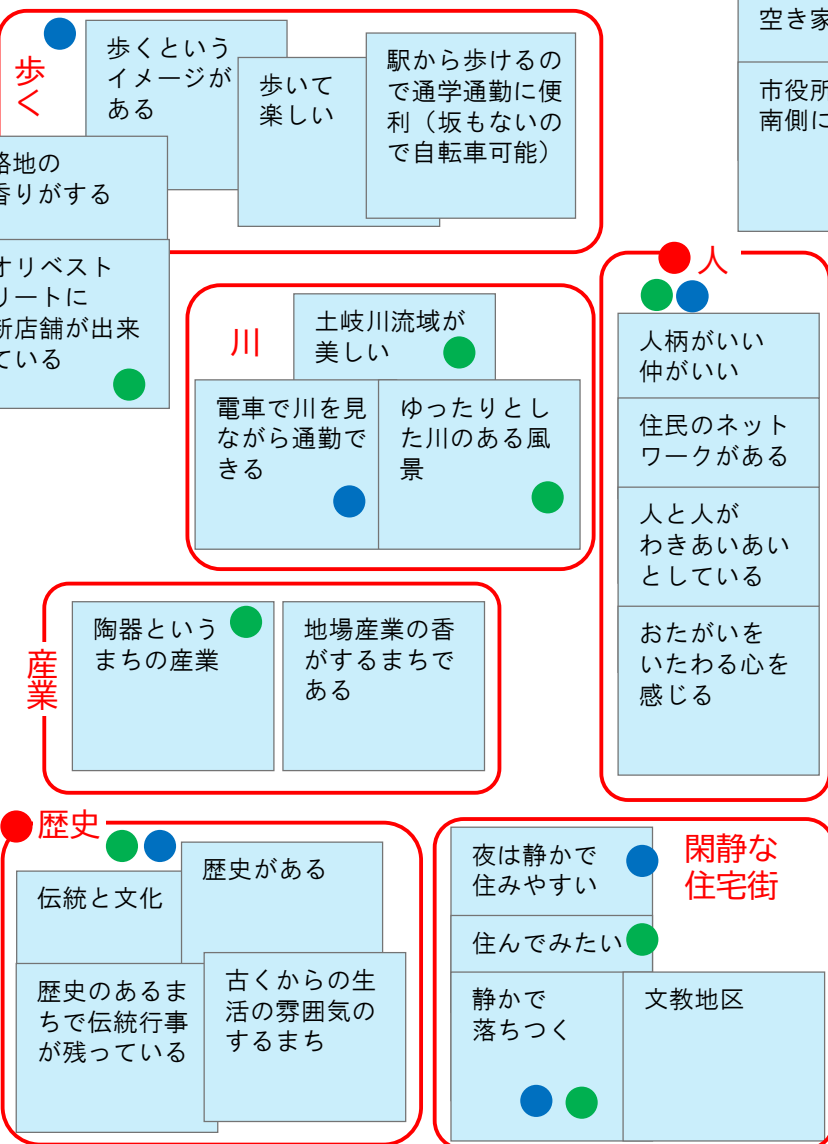 歩く
歩くという
イメージが
ある
歩いて
楽しい
駅から歩けるの
で通学通勤に便
利（坂もないの
で自転車可能）
路地の
香りがする
オリベスト
リートに
新店舗が出来
ている
空き家
市役所
南側に
川
土岐川流域が
美しい
電車で川を見
ながら通勤で
きる
ゆったりとし
た川のある風
景
人
人柄がいい
仲がいい
住民のネット
ワークがある
人と人が
わきあいあい
としている
おたがいを
いたわる心を
感じる
産業
陶器という
まちの産業
地場産業の香
がするまちで
ある
歴史
伝統と文化
歴史がある
歴史のあるま
ちで伝統行事
が残っている
古くからの生
活の雰囲気の
するまち
閑静な
住宅街
夜は静かで
住みやすい
住んでみたい
静かで
落ちつく
文教地区